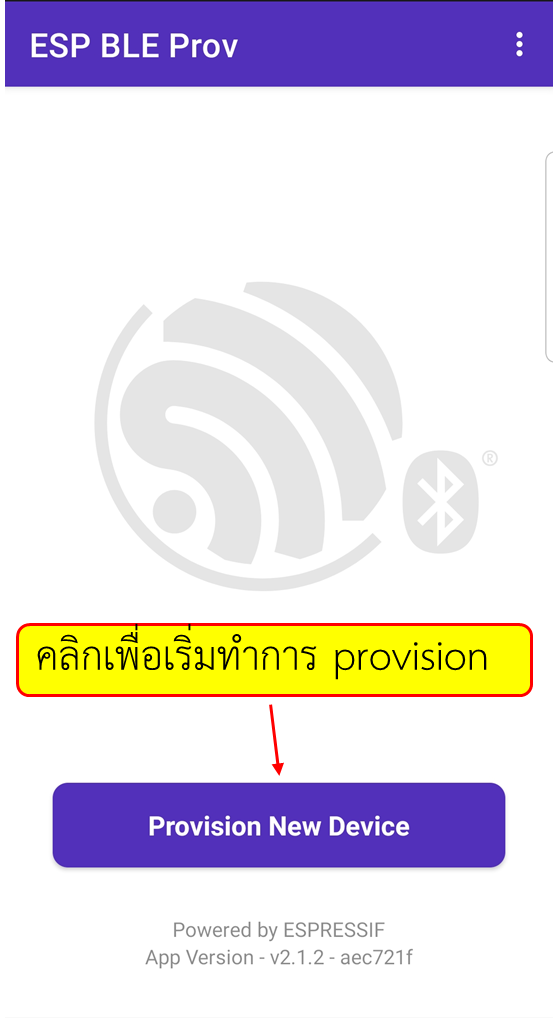 ESP BLE Prov
®
คลิกเพื่อเริ่มทำการ provision
Provision New Device
Powered by ESPRESSIF
App Version - v2.1.2 - aec721f